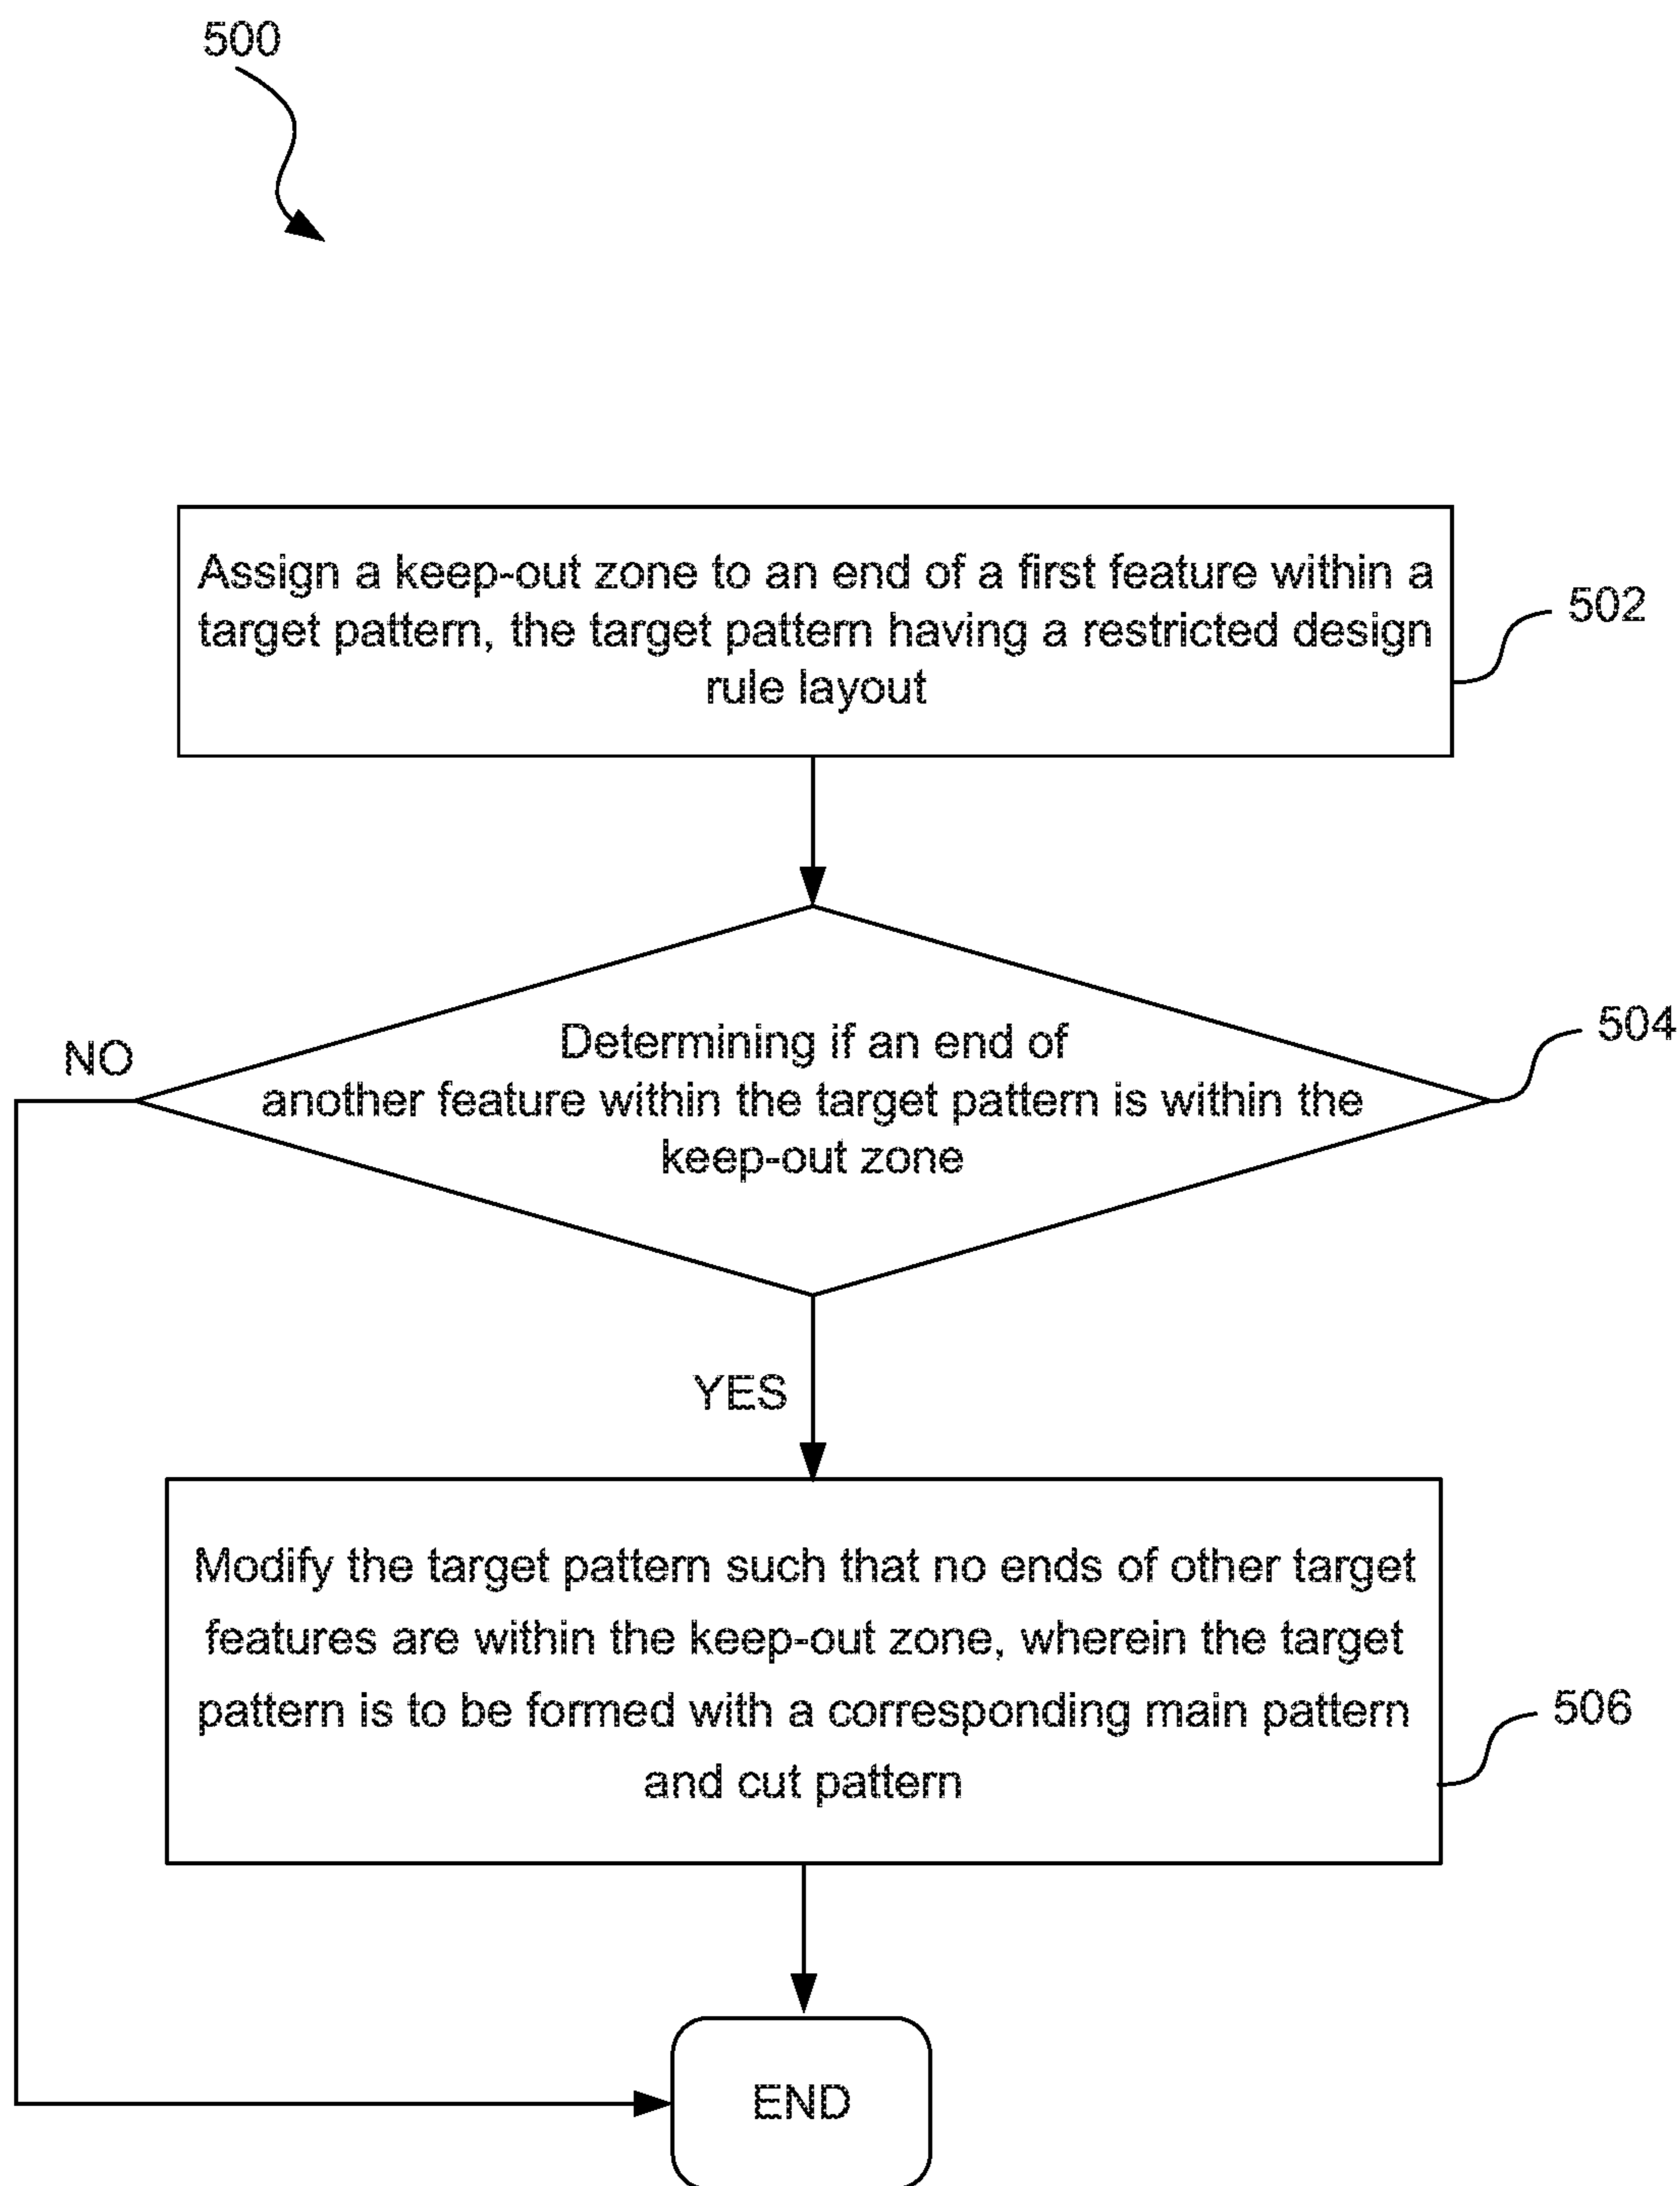 500
Assign a keep-out zone to an end of a first feature within a
target pattern, the target pattern having a restricted design
rule layout
502
Determining if an end of
another feature within the target pattern is within the
keep-out zone
504
NO
YES
Modify the target pattern such that no ends of other target
features are within the keep-out zone, wherein the target
pattern is to be formed with a corresponding main pattern
and cut pattern
506
END